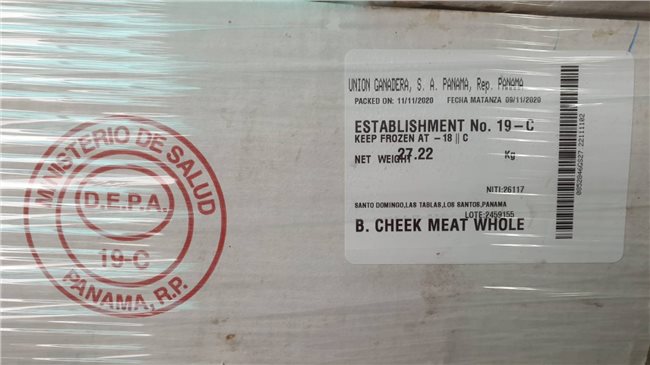 MINISTERIO DE SALUD
D.E.P.A.
19-C
PANAMA, R.P.
UNION GANADERA, S. A. PANAMA, Rep. PANAMA
PACKED ON: 11/11/2020 FECHA MATANZA 09/11/2020
ESTABLISHMENT No. 19-C
KEEP FROZEN AT -18 || C
NET WEIGHT 27.22 Kg
NITI:26117
SANTO DOMINGO,LAS TABLAS,LOS SANTOS,PANAMA
LOTE:2459155
B. CHEEK MEAT WHOLE